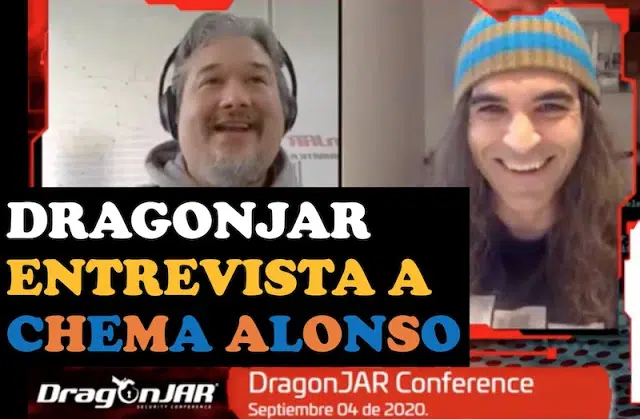 DRAGONJAR
ENTREVISTA A
CHEMA ALONSO
DragonJAR
SECURITY CONFERENCE
DragonJAR Conference
Septiembre 04 de 2020.